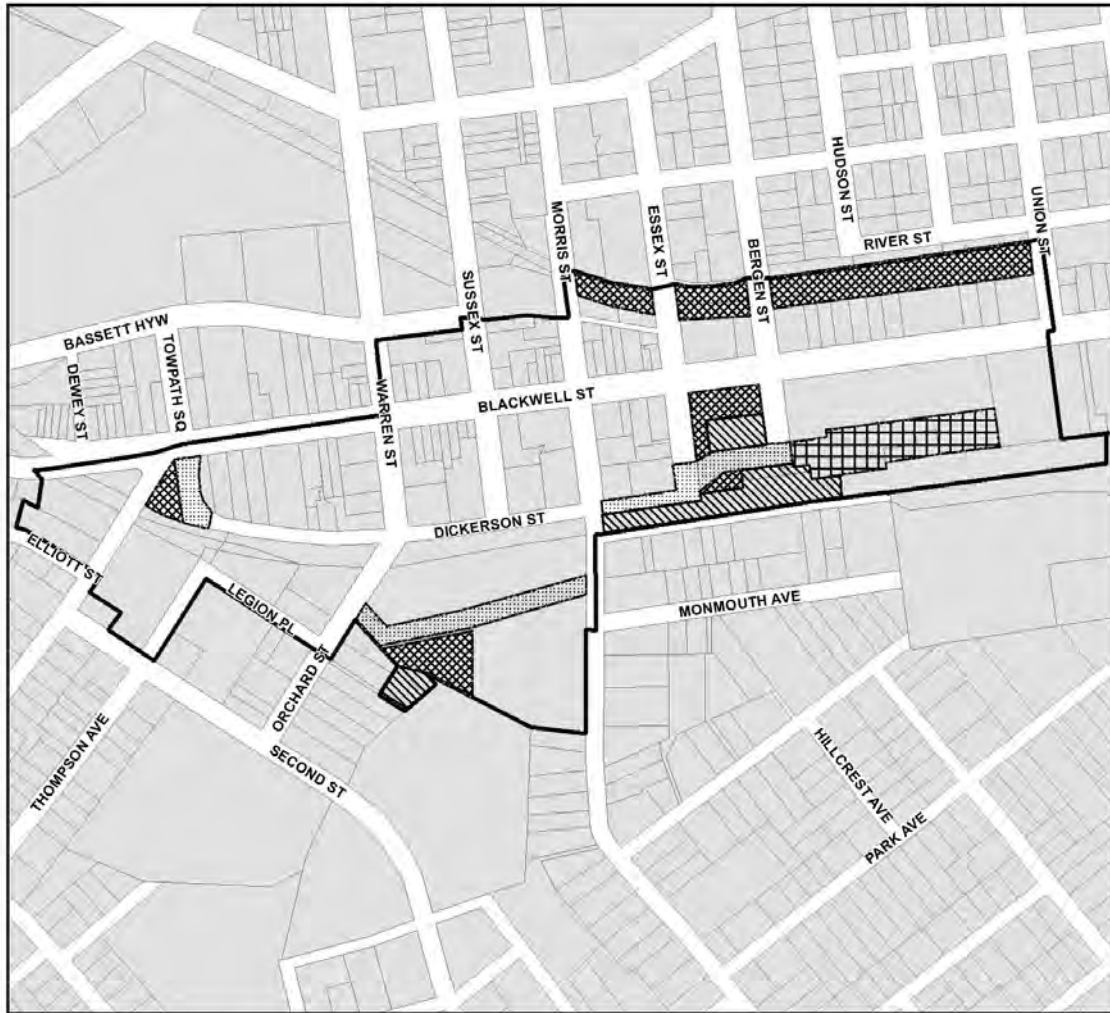 HUDSON ST
UNION ST
MORRIS ST
ESSEX ST
BERGEN ST
RIVER ST
SUSSEX ST
BASSETT HYW
DEWEY ST
TOWPATH SQ
WARREN ST
BLACKWELL ST
DICKERSON ST
ELLIOTT ST
LEGION PL
MONMOUTH AVE
ORCHARD ST
THOMPSON AVE
SECOND ST
HILLCREST AVE
PARK AVE